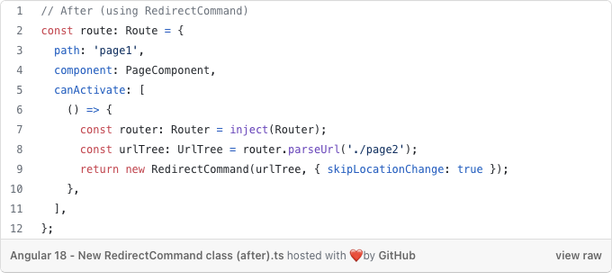 1 // After (using RedirectCommand)
2 const route: Route = {
3   path: 'page1',
4   component: PageComponent,
5   canActivate: [
6     () => {
7       const router: Router = inject(Router);
8       const urlTree: UrlTree = router.parseUrl('./page2');
9       return new RedirectCommand(urlTree, { skipLocationChange: true });
10     },
11   ],
12 };
Angular 18 - New RedirectCommand class (after).ts hosted with ❤️by GitHub view raw